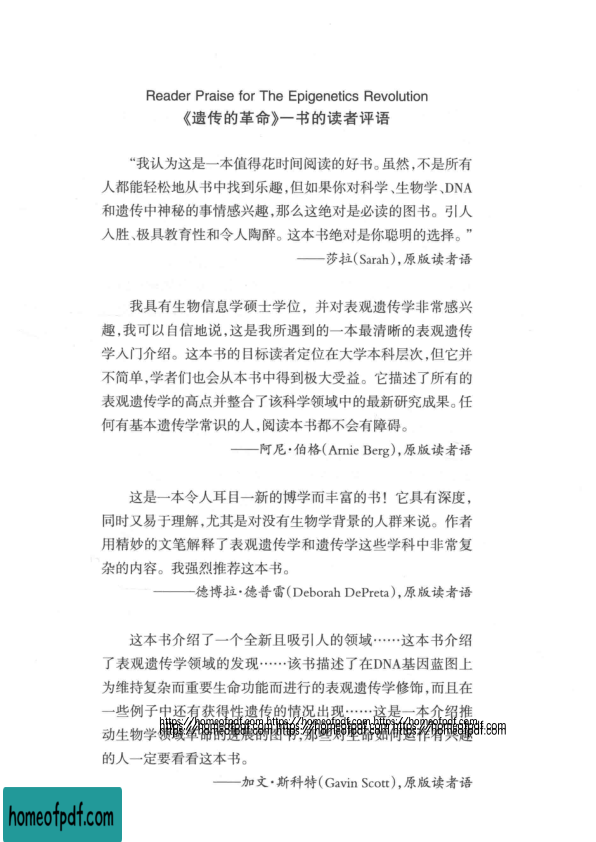 Reader Praise for The Epigenetics Revolution
《遗传的革命》一书的读者评语
“我认为这是一本值得花时间阅读的好书。虽然,不是所有
人都能轻松地从书中找到乐趣,但如果你对科学、生物学、DNA
和遗传中神秘的事情感兴趣,那么这绝对是必读的图书。引人
入胜、极具教育性和令人陶醉。这本书绝对是你聪明的选择。”
——莎拉(Sarah),原版读者语
我具有生物信息学硕士学位，并对表观遗传学非常感兴
趣,我可以自信地说,这是我所遇到的一本最清晰的表观遗传
学入门介绍。这本书的目标读者定位在大学本科层次,但它并
不简单,学者们也会从本书中得到极大受益。它描述了所有的
表观遗传学的高点并整合了该科学领域中的最新研究成果。任
何有基本遗传学常识的人,阅读本书都不会有障碍。
——阿尼·伯格(Arnie Berg),原版读者语
这是一本令人耳目一新的博学而丰富的书！它具有深度,
同时又易于理解,尤其是对没有生物学背景的人群来说。作者
用精妙的文笔解释了表观遗传学和遗传学这些学科中非常复
杂的内容。我强烈推荐这本书。
———德博拉·德普雷(Deborah DePreta),原版读者语
这本书介绍了一个全新且吸引人的领域……这本书介绍
了表观遗传学领域的发现……该书描述了在DNA基因蓝图上
为维持复杂而重要生命功能而进行的表观遗传学修饰,而且在
一些例子中还有获得性遗传的情况出现……这是一本介绍推
https://homeofpdf.com https://homeofpdf.com https://homeofpdf.com
https://homeofpdf.com https://homeofpdf.com https://homeofpdf.com
动生物学领域革命的进展的图书,那些对生命如何运作有兴趣
的人一定要看看这本书。
——加文·斯科特(Gavin Scott),原版读者语
homeofpdf.com